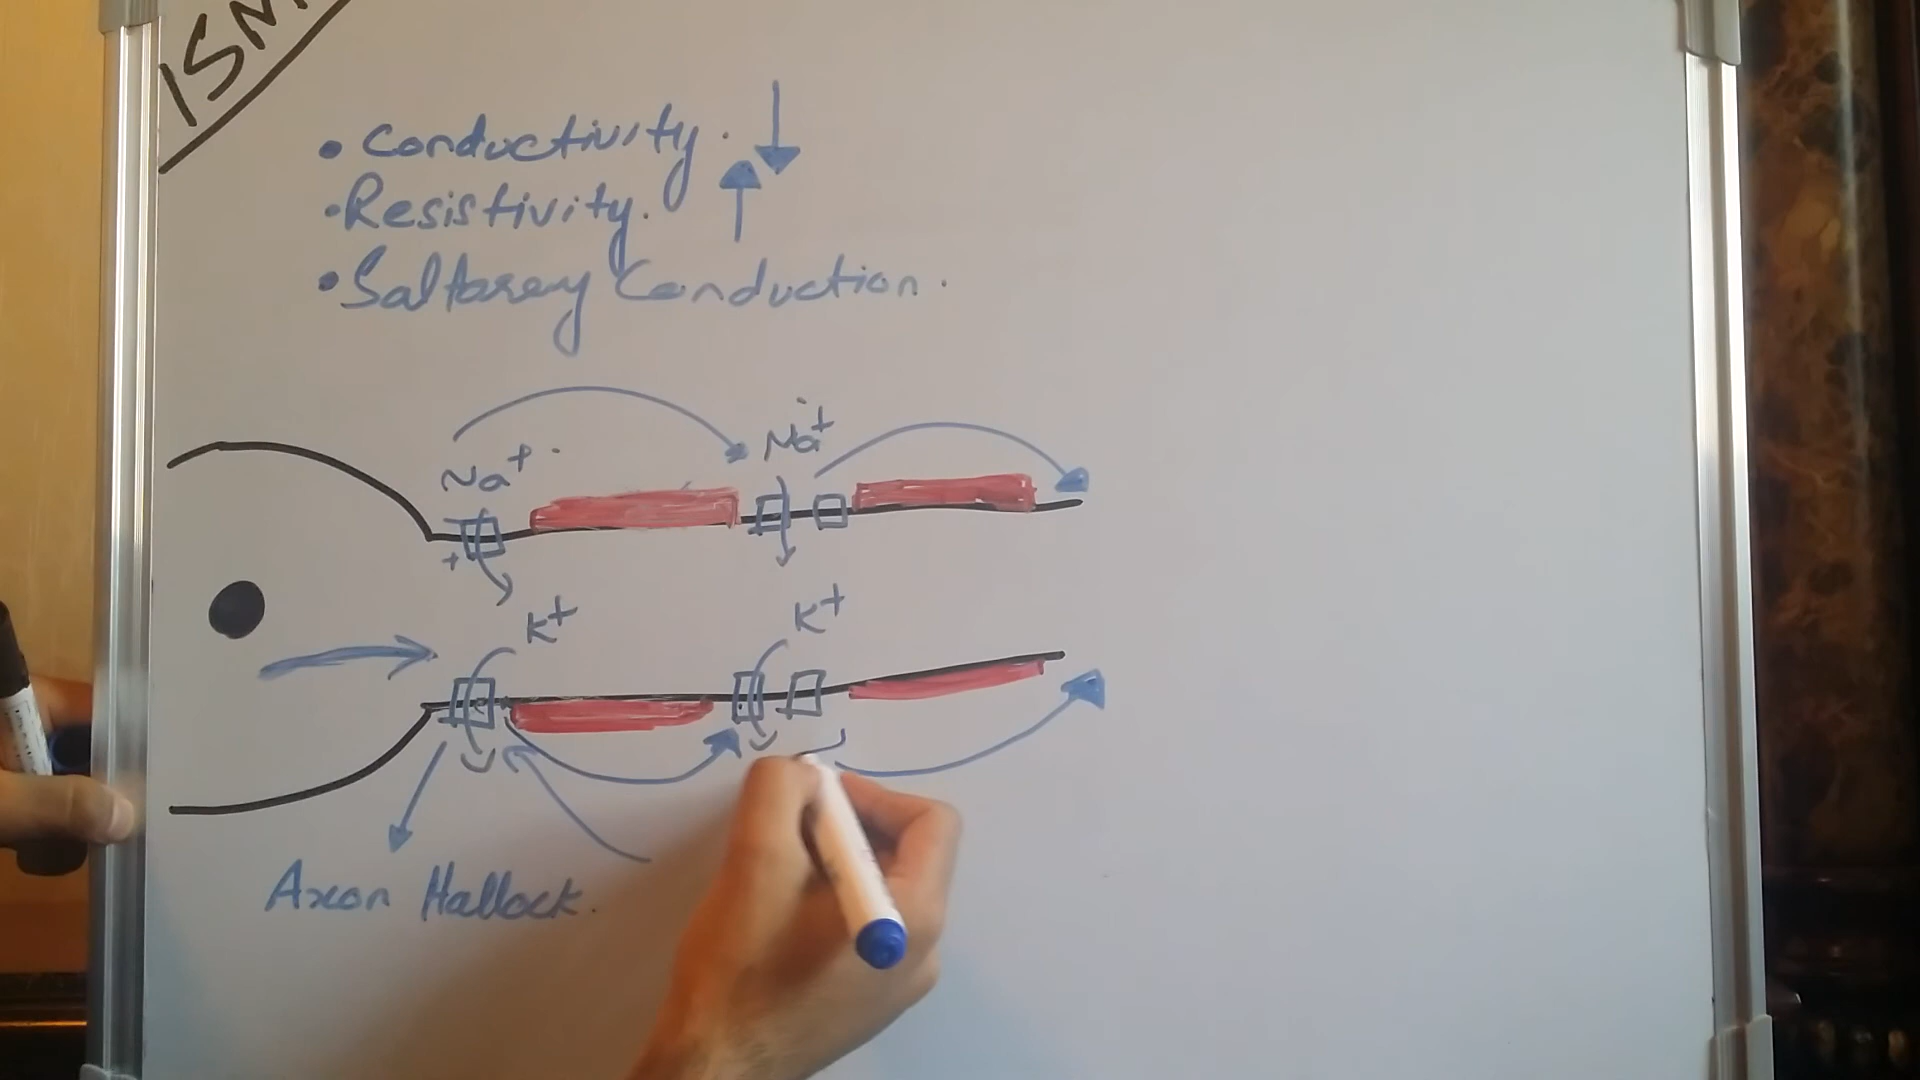 ISM
• Conductivity.
• Resistivity.
• Saltarey Conduction.
Na+
Na+
+
K+
K+
Axon Hallock.